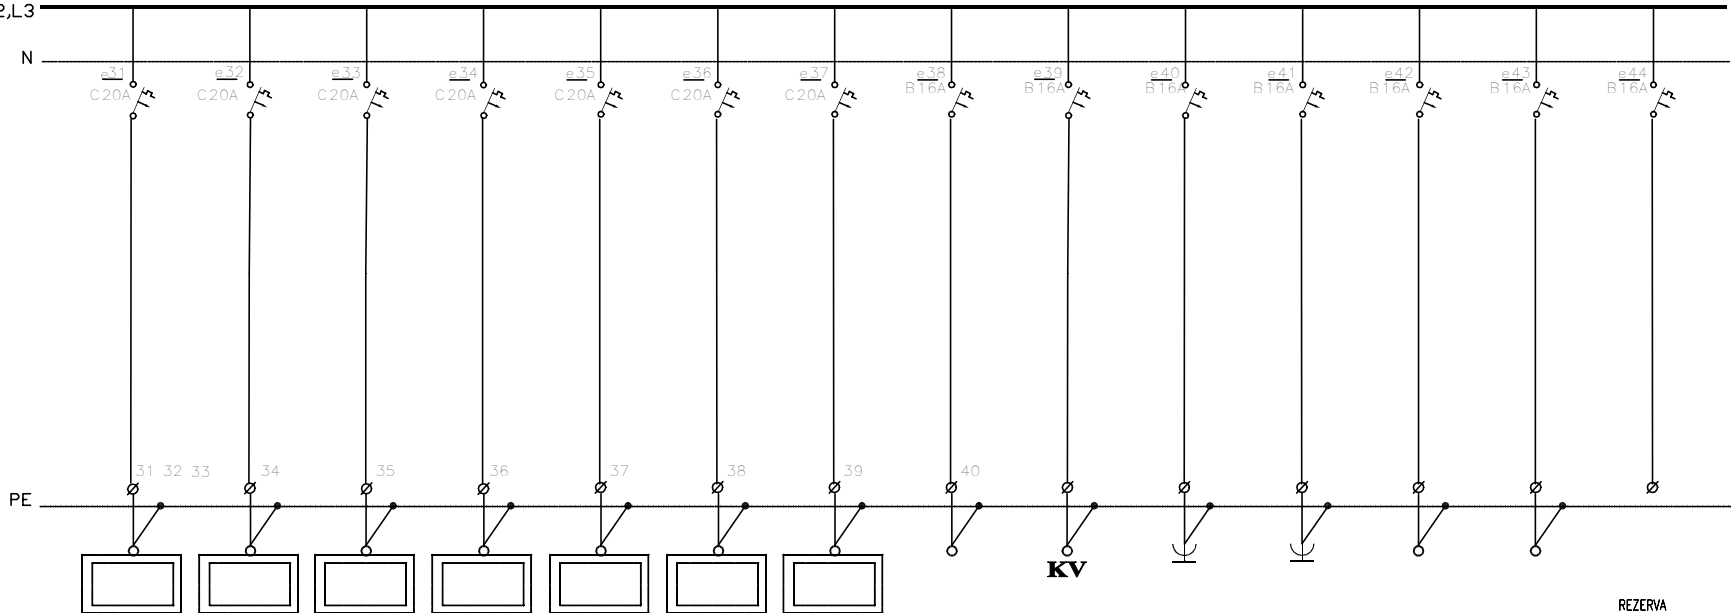 2,L3
N
e31 e32 e33 e34 e35 e36 e37 e38 e39 e40 e41 e42 e43 e44
C20A C20A C20A C20A C20A C20A C20A B16A B16A B16A B16A B16A B16A B16A
31 32 33 34 35 36 37 38 39 40
PE
KV
REZERVA